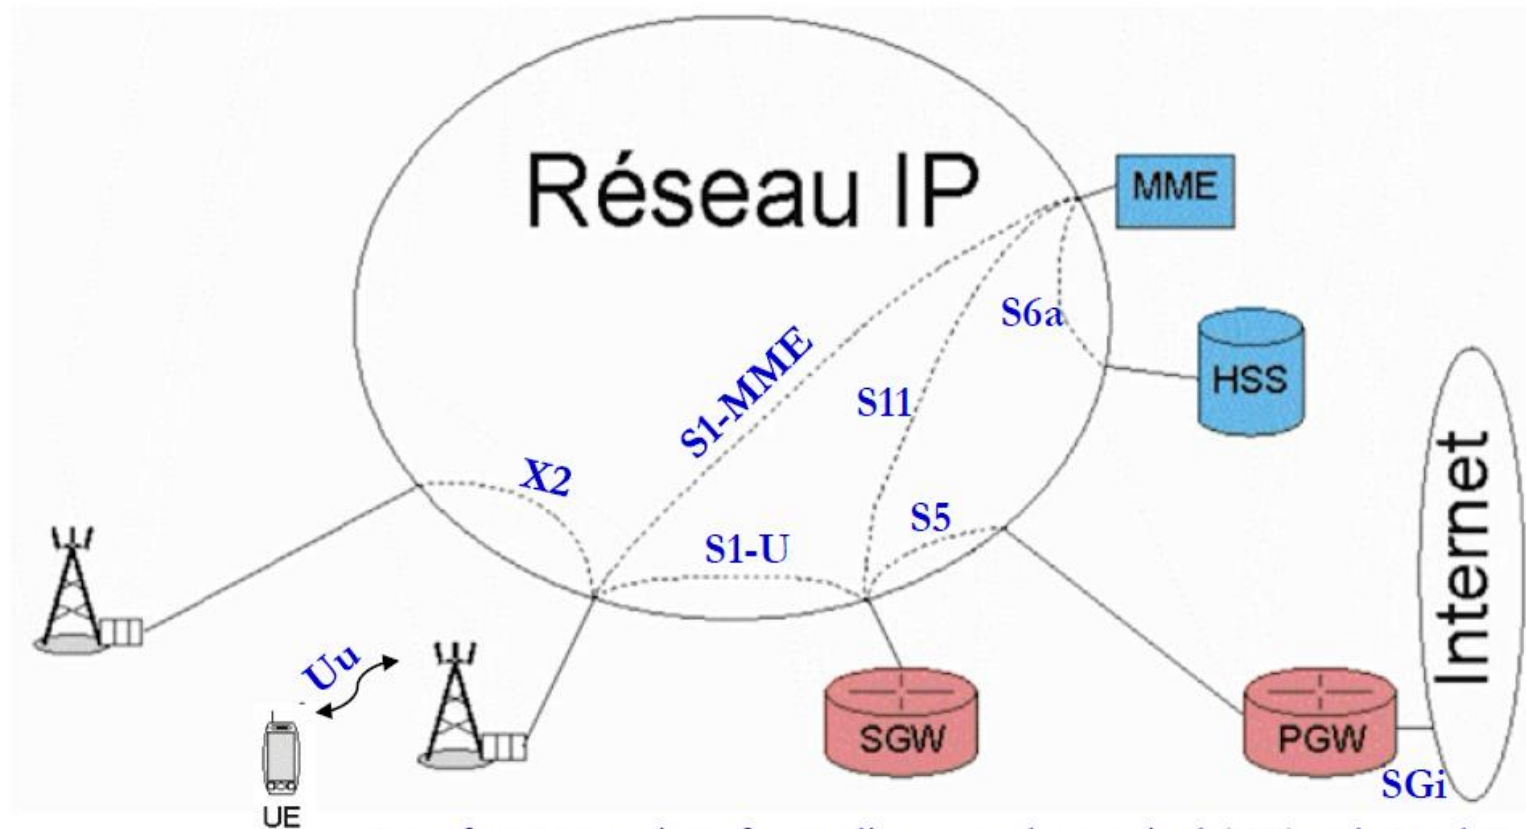 Réseau IP
MME
S6a
HSS
S1-MME
S11
X2
S5
S1-U
Internet
Uu
SGW
PGW
SGi
UE